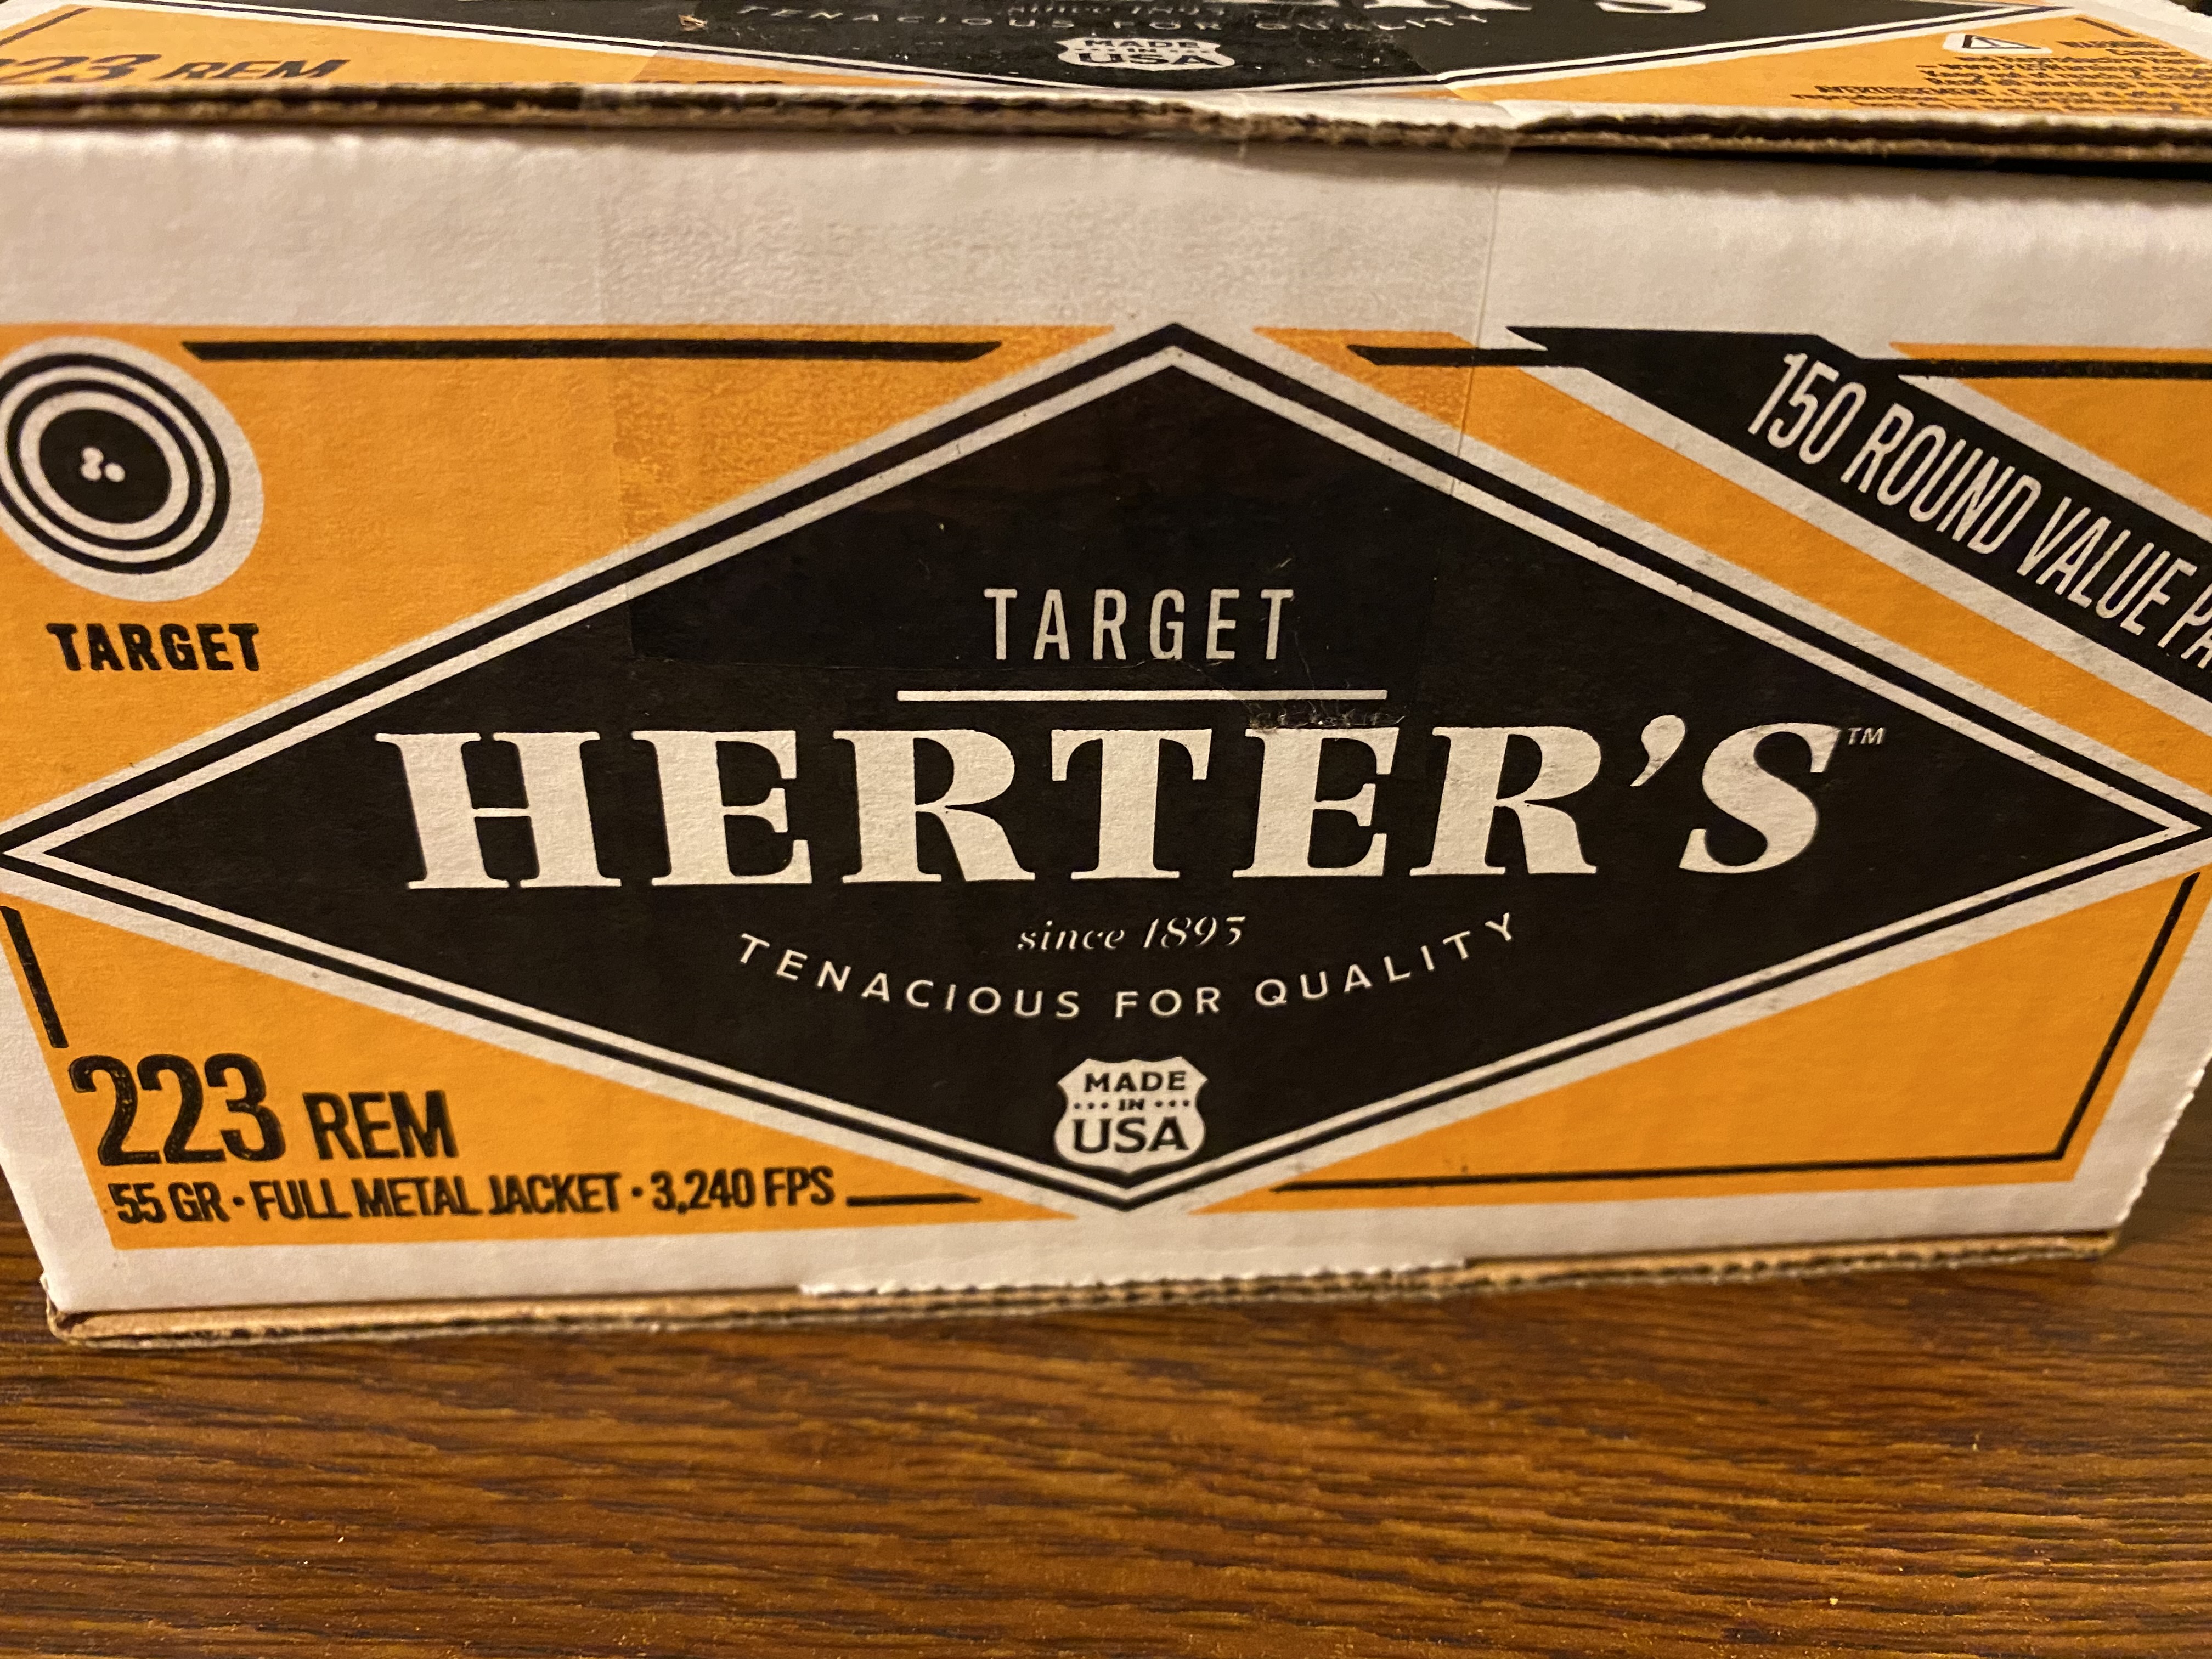 TENACIOUS FOR QUALITY
MADE
IN
USA
223 REM
150 ROUND VALUE
TARGET
TARGET
HERTER'S™
since 1893
TENACIOUS FOR QUALITY
MADE
IN
USA
223 REM
55 GR · FULL METAL JACKET · 3,240 FPS